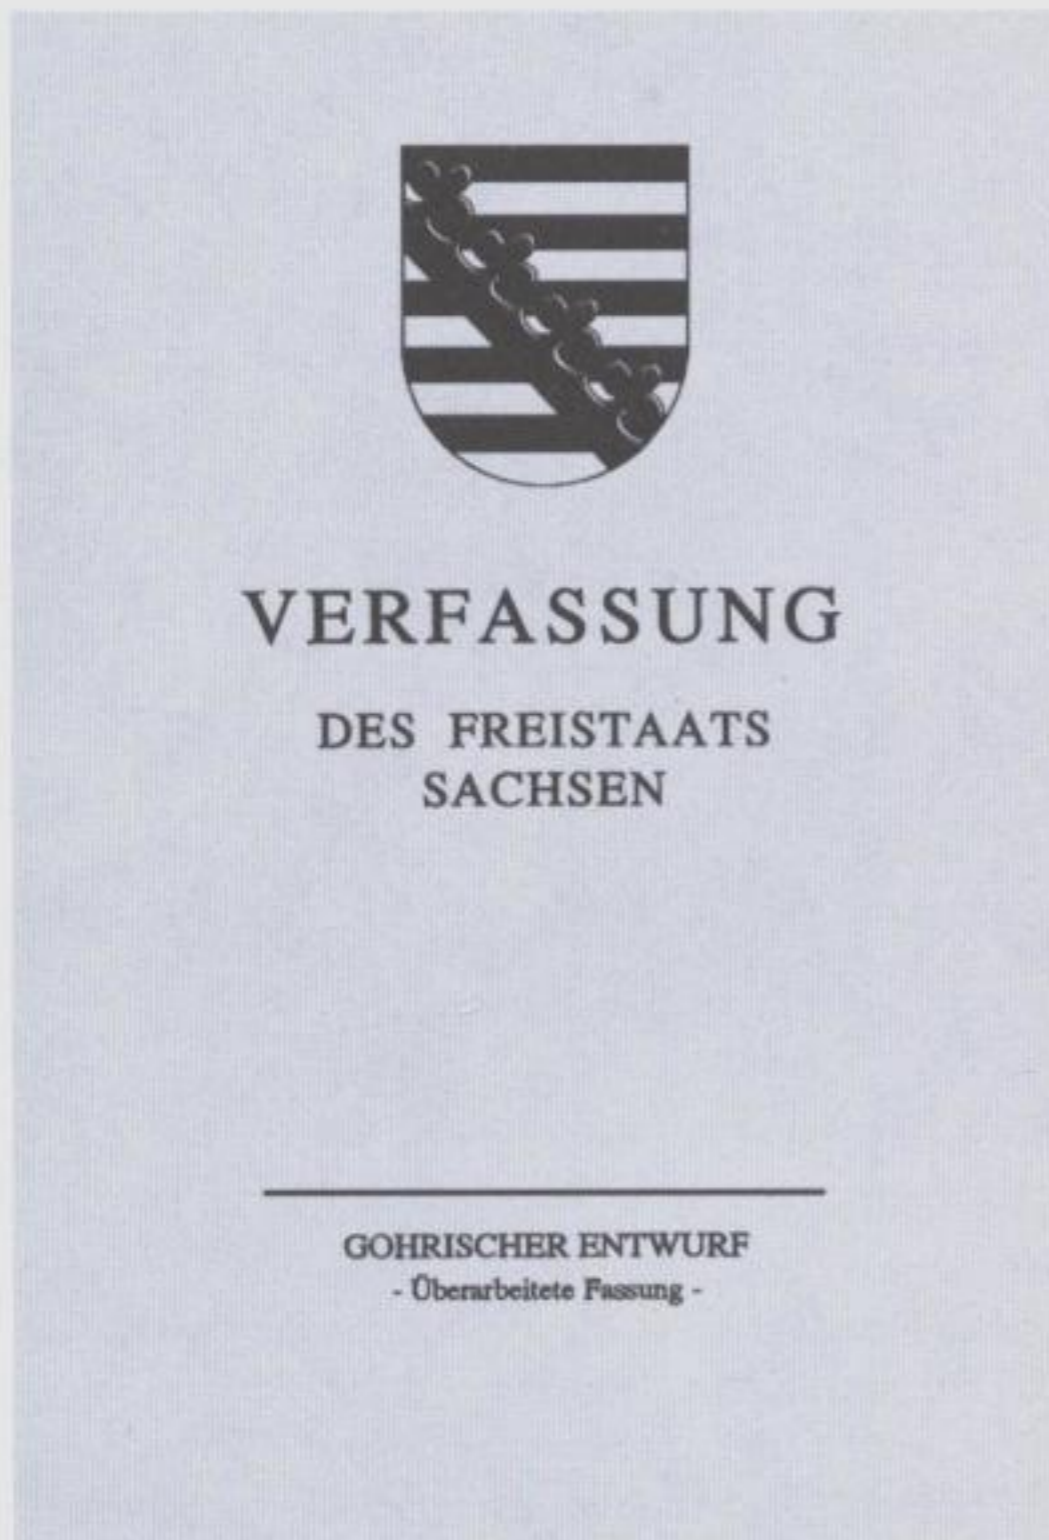 VERFASSUNG
DES FREISTAATS
SACHSEN
GOHRISCHER ENTWURF
- Überarbeitete Fassung -